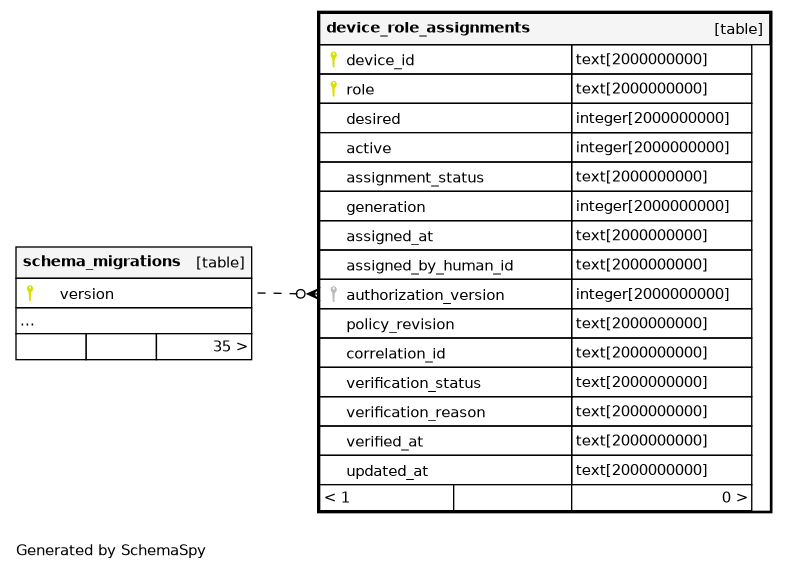 device_role_assignments [table]
device_id text[2000000000]
role text[2000000000]
desired integer[2000000000]
active integer[2000000000]
assignment_status text[2000000000]
generation integer[2000000000]
assigned_at text[2000000000]
assigned_by_human_id text[2000000000]
authorization_version integer[2000000000]
policy_revision text[2000000000]
correlation_id text[2000000000]
verification_status text[2000000000]
verification_reason text[2000000000]
verified_at text[2000000000]
updated_at text[2000000000]
< 1 0 >
schema_migrations [table]
version
...
35 >
Generated by SchemaSpy